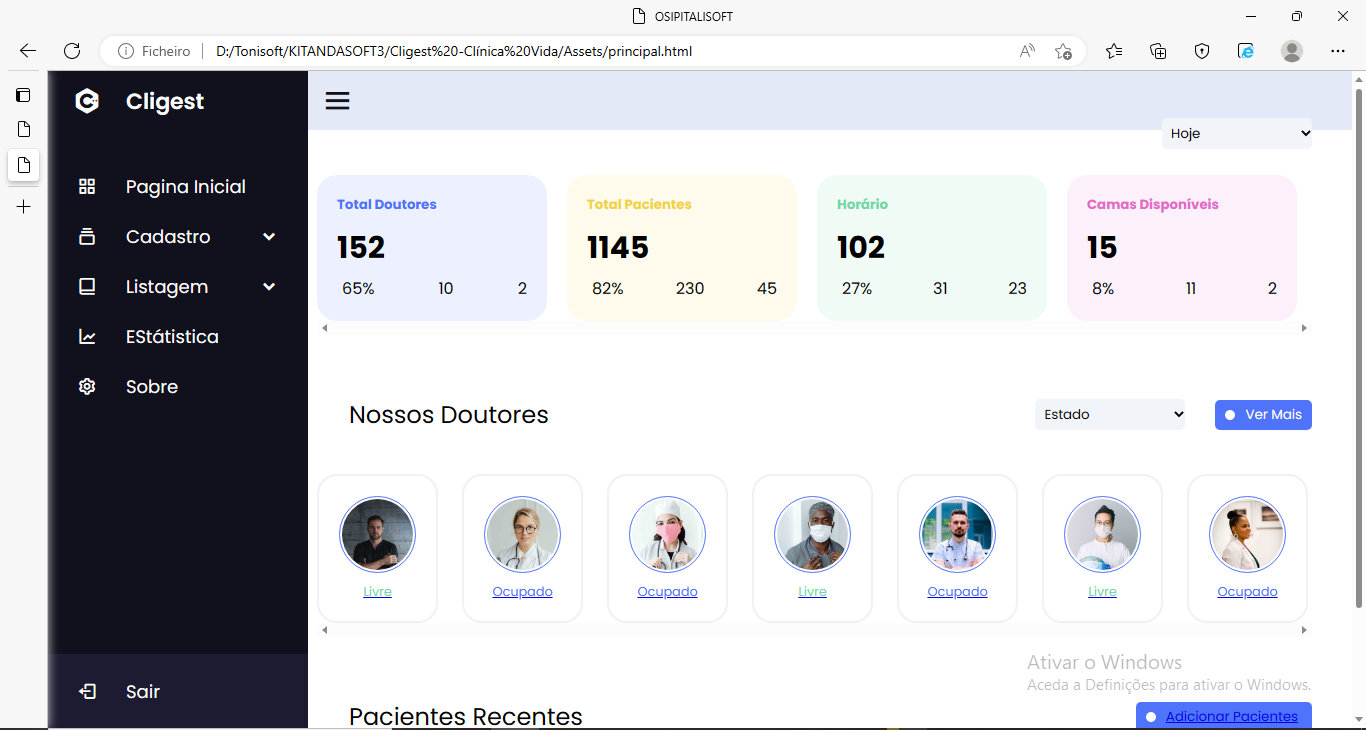 OSIPITALISOFT
Ficheiro D:/Tonisoft/KITANDASOFT3/Cligest%20-Clínica%20Vida/Assets/principal.html
Cligest
Hoje
Pagina Inicial
Cadastro
Listagem
EStátistica
Sobre
Sair
Total Doutores
152
65% 10 2
Total Pacientes
1145
82% 230 45
Horário
102
27% 31 23
Camas Disponíveis
15
8% 11 2
Nossos Doutores
Estado
Ver Mais
Livre
Ocupado
Ocupado
Livre
Ocupado
Livre
Ocupado
Ativar o Windows
Aceda a Definições para ativar o Windows.
Pacientes Recentes
Adicionar Pacientes